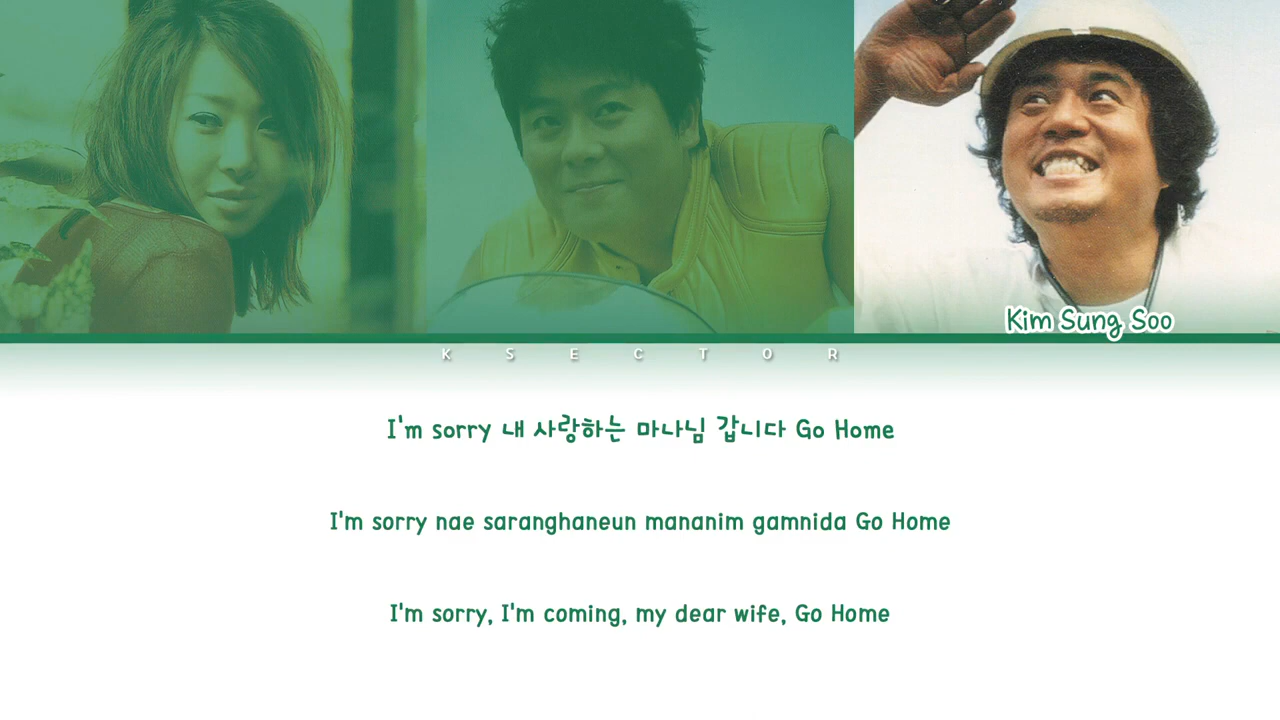 Kim Sung Soo
K S E C T O R
I'm sorry 내 사랑하는 마나님 갑니다 Go Home
I'm sorry nae saranghaneun mananim gamnida Go Home
I'm sorry, I'm coming, my dear wife, Go Home